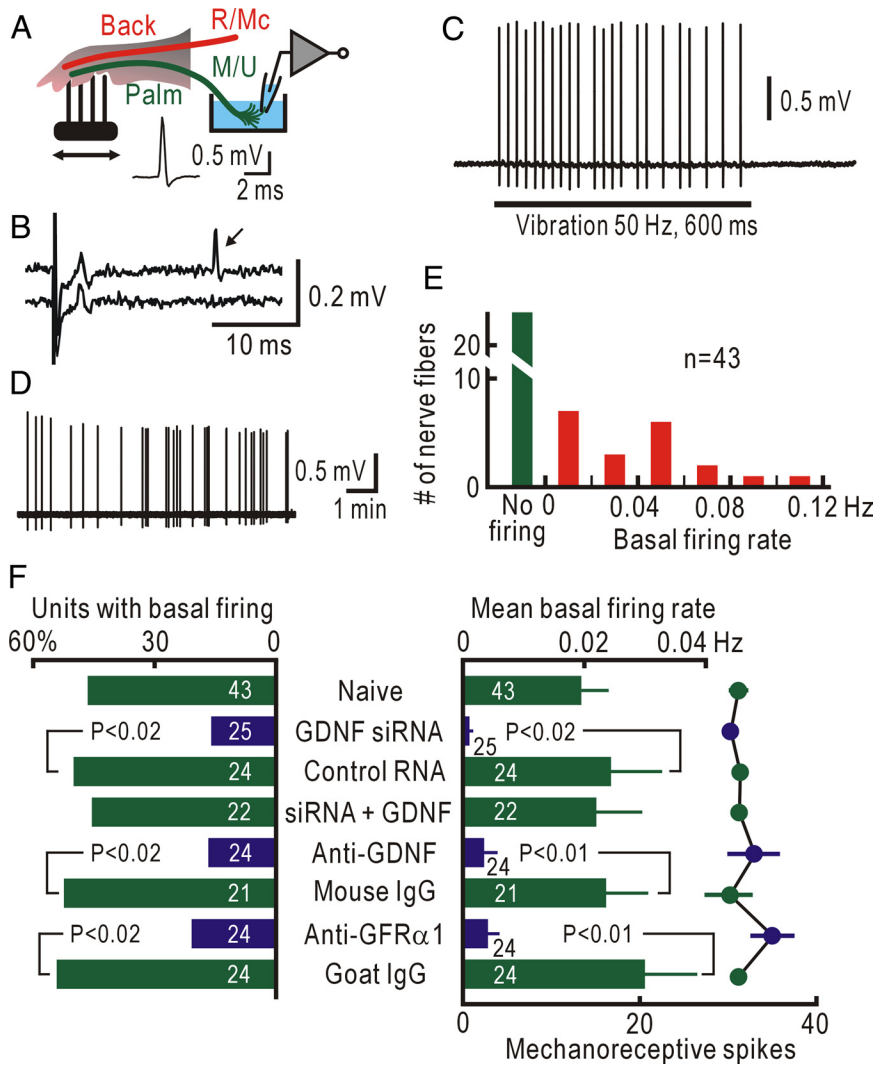 A
Back
R/Mc
M/U
Palm
0.5 mV
2 ms
B
0.2 mV
10 ms
C
0.5 mV
Vibration 50 Hz, 600 ms
D
0.5 mV
1 min
E
# of nerve fibers
20
10
0
n=43
No firing
0
0.04
0.08
0.12 Hz
Basal firing rate
F
Units with basal firing
60%
30
0
Mean basal firing rate
0
0.02
0.04 Hz
43
Naive
43
P<0.02
25
GDNF siRNA
25
P<0.02
24
Control RNA
24
22
siRNA + GDNF
22
P<0.02
24
Anti-GDNF
24
P<0.01
21
Mouse IgG
21
P<0.02
24
Anti-GFRα1
24
P<0.01
24
Goat IgG
24
0
20
40
Mechanoreceptive spikes